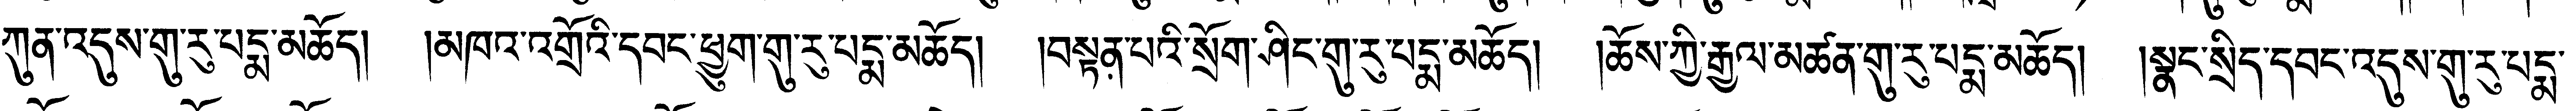 ཀུན་འདུས་གུ་རུ་པདྨ་མཆོད། །མཁའ་འགྲོའི་དབང་ཕྱུག་གུ་རུ་པདྨ་མཆོད། །བསྟན་པའི་སྲོག་ཤིང་གུ་རུ་པདྨ་མཆོད། །ཆོས་ཀྱི་རྒྱལ་མཚན་གུ་རུ་པདྨ་མཆོད། །སྣང་སྲིད་དབང་འདུས་གུ་རུ་པདྨ་